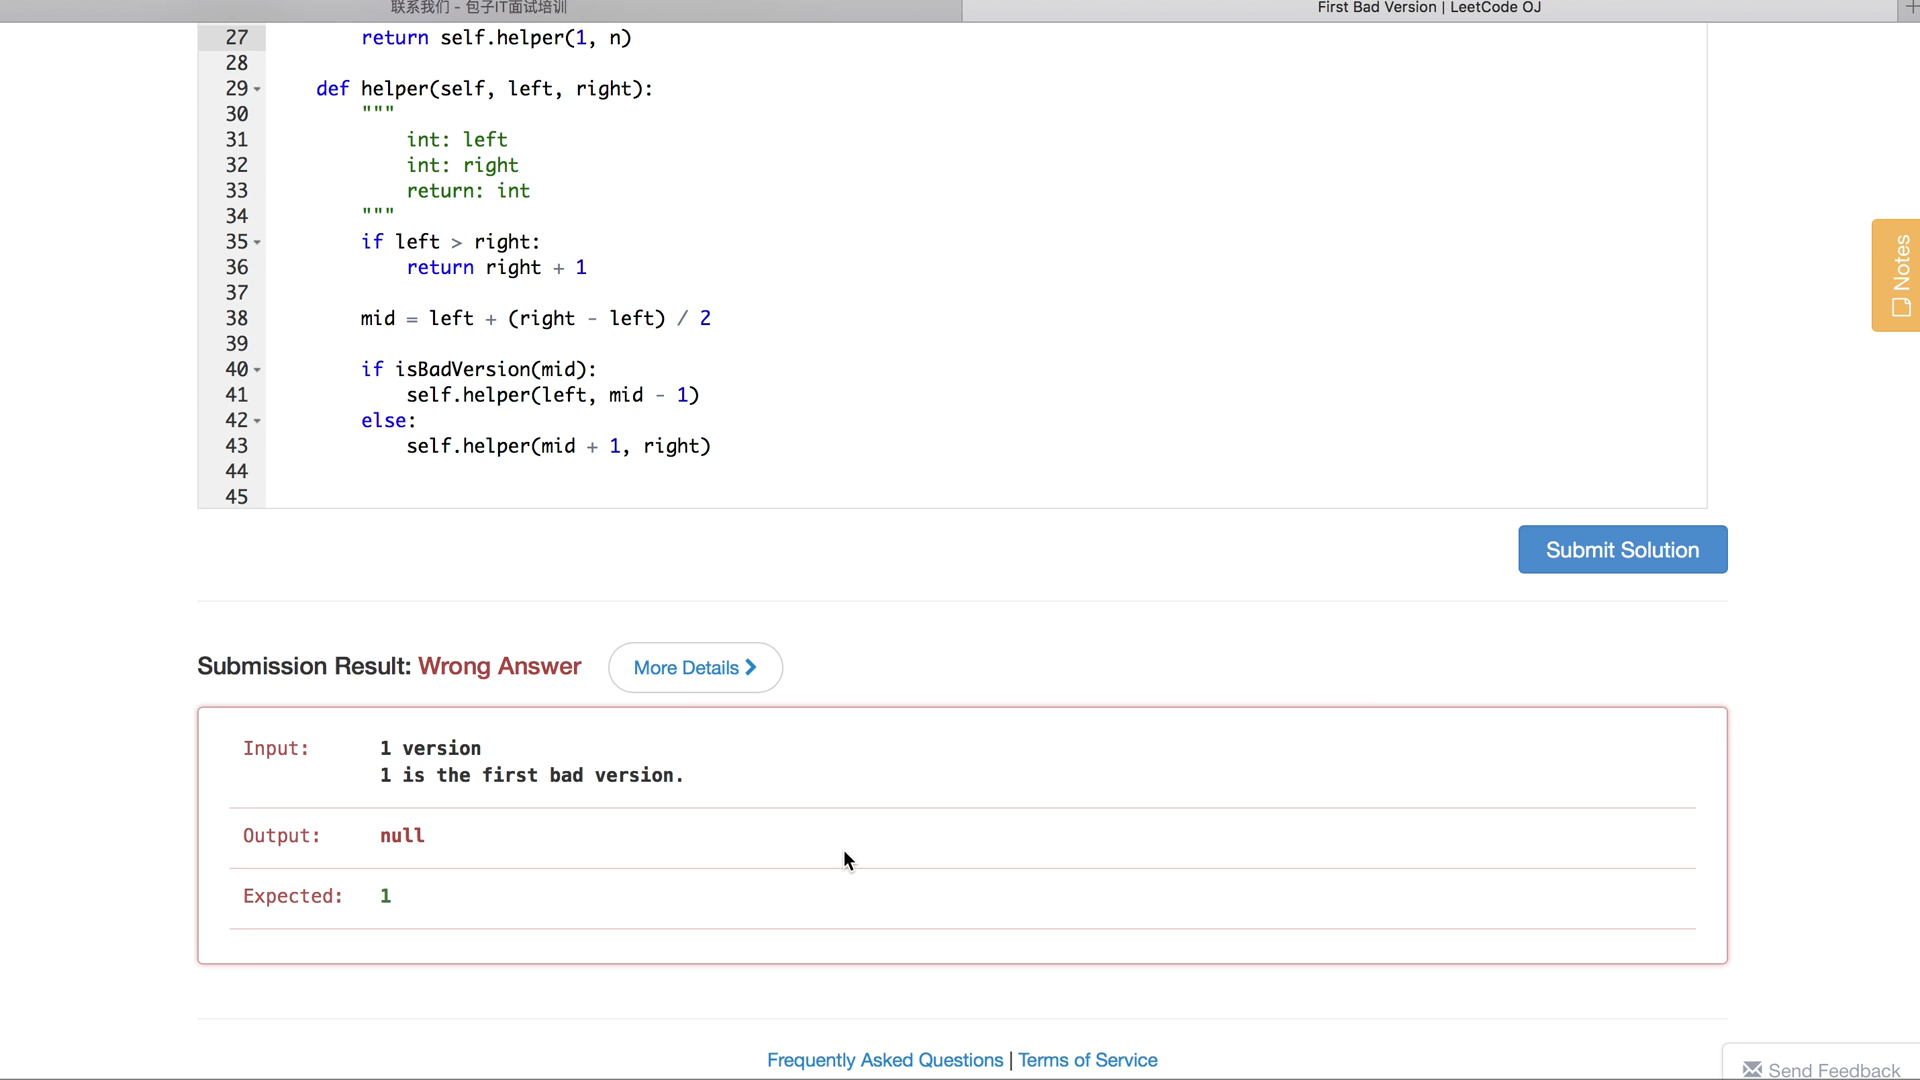 联系我们 - 包子IT面试培训
First Bad Version | LeetCode OJ
27 return self.helper(1, n)
28
29 def helper(self, left, right):
30 """
31 int: left
32 int: right
33 return: int
34 """
35 if left > right:
36 return right + 1
37
38 mid = left + (right - left) / 2
39
40 if isBadVersion(mid):
41 self.helper(left, mid - 1)
42 else:
43 self.helper(mid + 1, right)
44
45
Notes
Submit Solution
Submission Result: Wrong Answer
More Details
Input: 1 version
1 is the first bad version.
Output: null
Expected: 1
Frequently Asked Questions | Terms of Service
Send Feedback